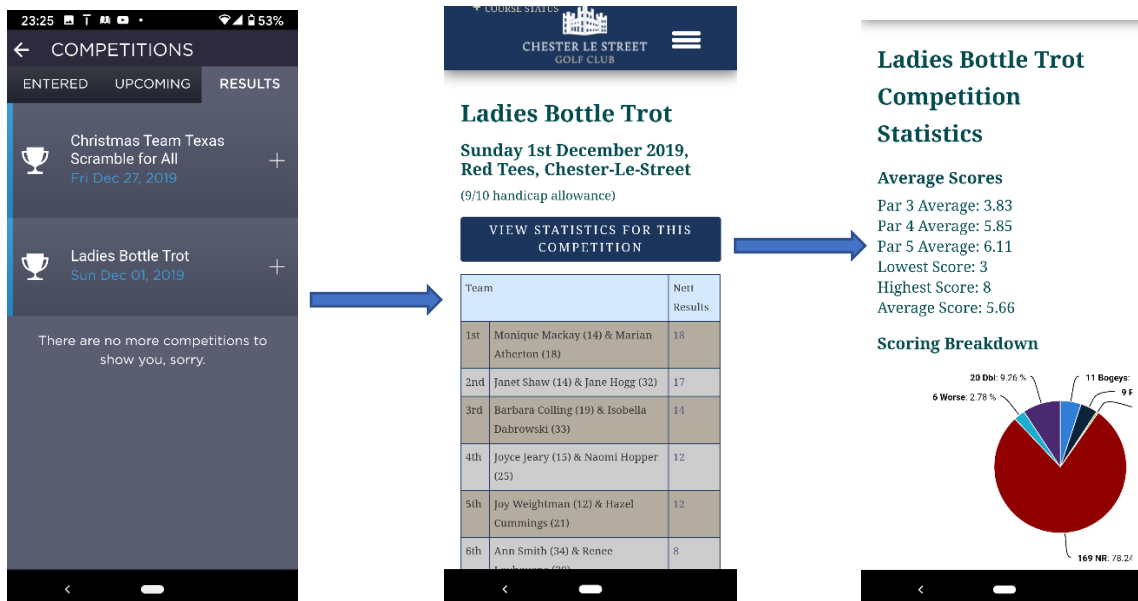 23:25
53%
COMPETITIONS
ENTERED UPCOMING RESULTS
Christmas Team Texas
Scramble for All
Fri Dec 27, 2019
Ladies Bottle Trot
Sun Dec 01, 2019
There are no more competitions to
show you, sorry.
+ COURSE STATUS
CHESTER LE STREET
GOLF CLUB
Ladies Bottle Trot
Sunday 1st December 2019,
Red Tees, Chester-Le-Street
(9/10 handicap allowance)
VIEW STATISTICS FOR THIS
COMPETITION
Team Nett
Results
1st Monique Mackay (14) & Marian 18
Atherton (18)
2nd Janet Shaw (14) & Jane Hogg (32) 17
3rd Barbara Colling (19) & Isobella 14
Dabrowski (33)
4th Joyce Jeary (15) & Naomi Hopper 12
(25)
5th Joy Weightman (12) & Hazel 12
Cummings (21)
6th Ann Smith (34) & Renee 8
Ladies Bottle Trot
Competition
Statistics
Average Scores
Par 3 Average: 3.83
Par 4 Average: 5.85
Par 5 Average: 6.11
Lowest Score: 3
Highest Score: 8
Average Score: 5.66
Scoring Breakdown
20 Dbl: 9.26 %
11 Bogeys:
6 Worse: 2.78 %
9
169 NR: 78.24